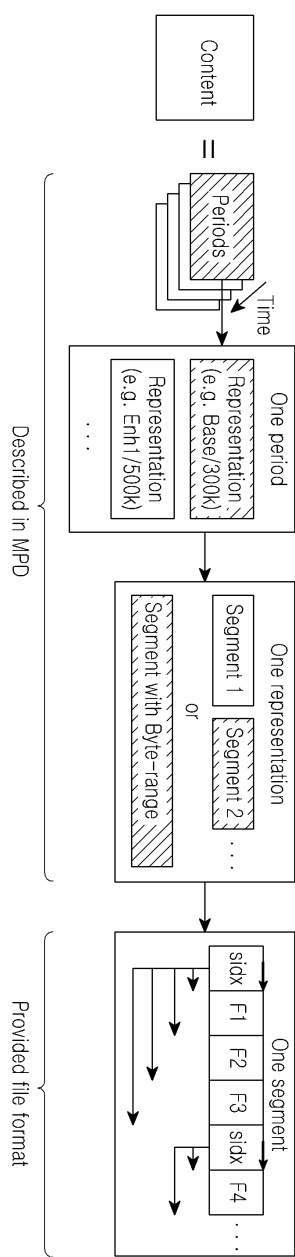 Content
=
Periods
Time
One period
Representation
(e.g. Base/300k)
Representation
(e.g. Enh1/500k)
. . .
One representation
Segment 1
Segment 2
. . .
or
Segment with Byte-range
One segment
sidx
F1
F2
F3
sidx
F4
. . . .
Described in MPD
Provided file format